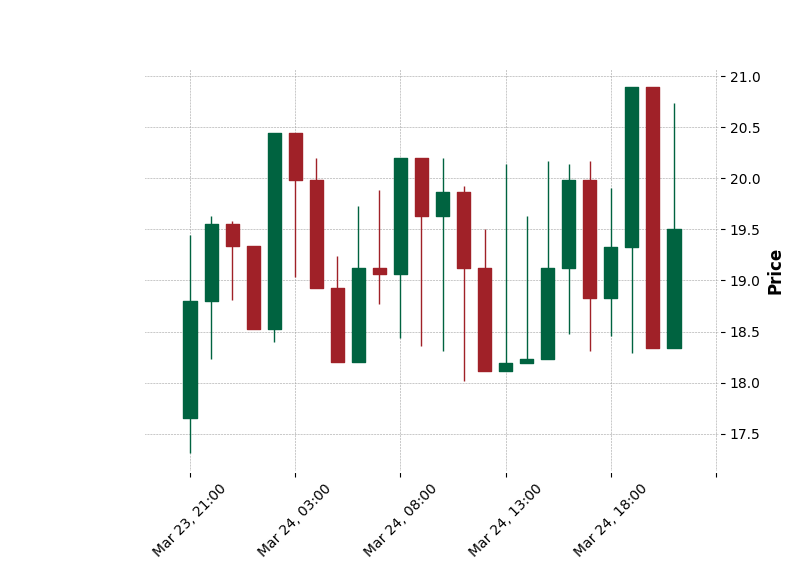 21.0
20.5
20.0
19.5
19.0
18.5
18.0
17.5
Price
Mar 23, 21:00
Mar 24, 03:00
Mar 24, 08:00
Mar 24, 13:00
Mar 24, 18:00